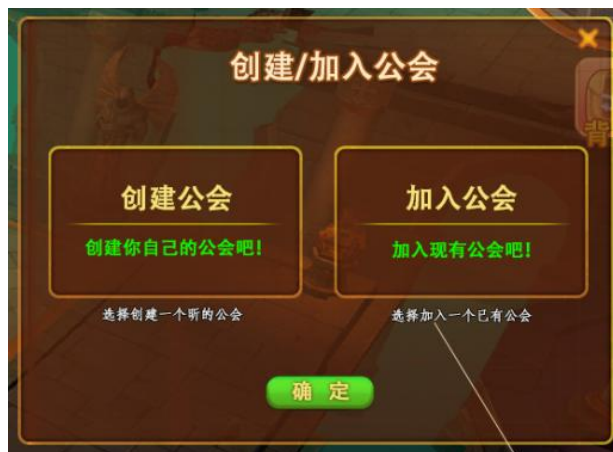 创建/加入公会
背
创建公会
加入公会
创建你自己的公会吧!
加入现有公会吧!
选择创建一个新的公会
选择加入一个已有公会
确 定